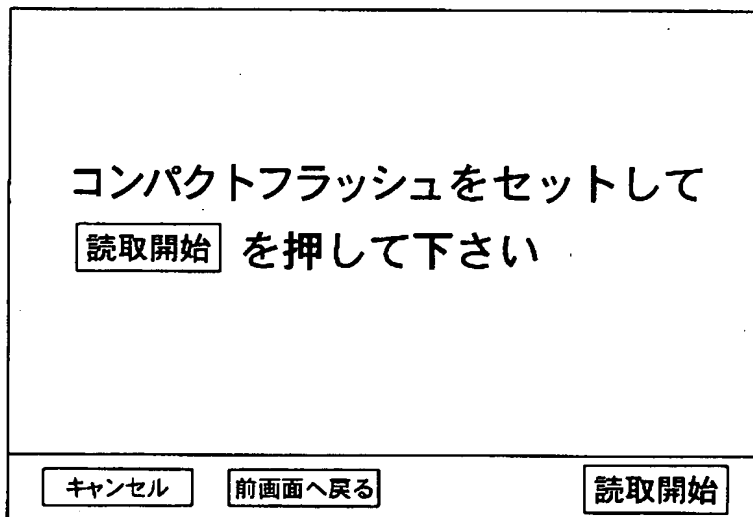 コンパクトフラッシュをセットして
読取開始 を押して下さい
キャンセル 前画面へ戻る 読取開始